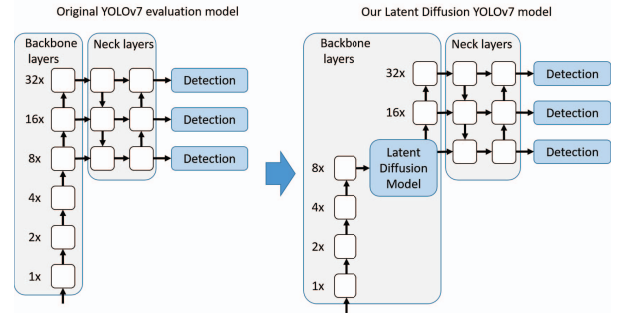 Original YOLOv7 evaluation model
Backbone
layers
Neck layers
32x
Detection
16x
Detection
8x
Detection
4x
2x
1x
Our Latent Diffusion YOLOv7 model
Backbone
layers
Neck layers
32x
Detection
16x
Detection
8x
Latent
Diffusion
Model
Detection
4x
2x
1x